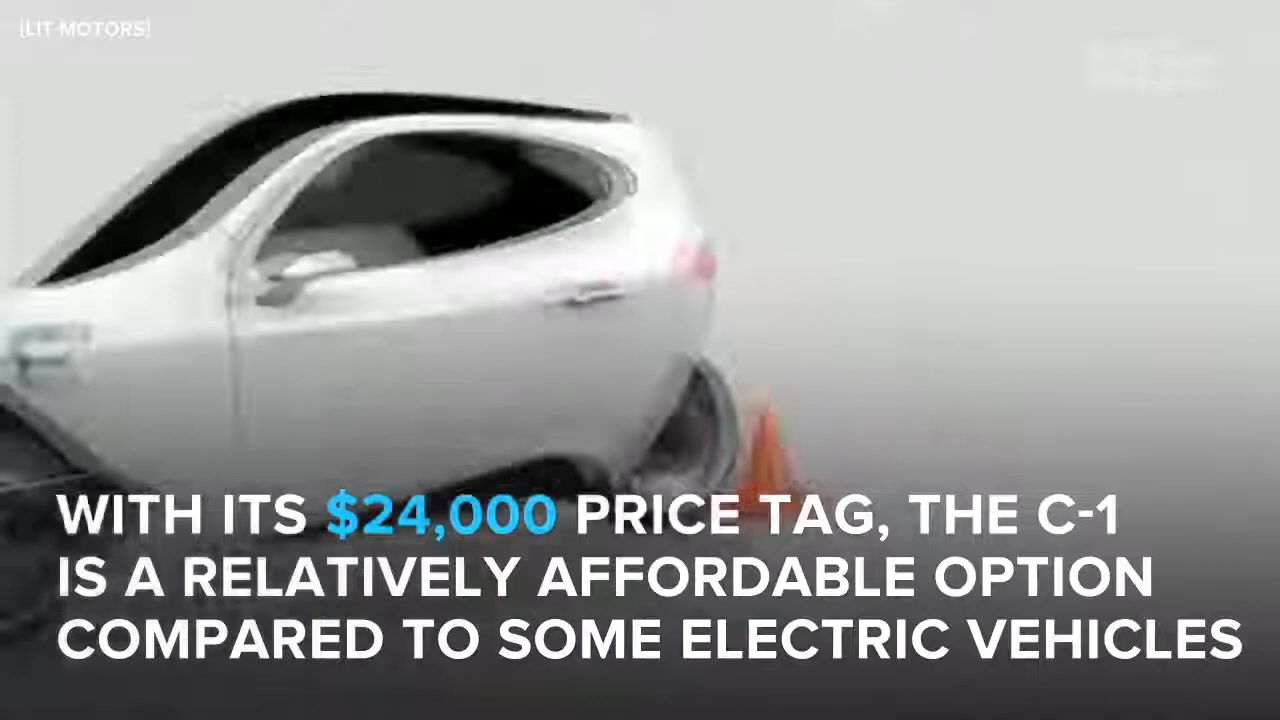 [LIT MOTORS]
WITH ITS $24,000 PRICE TAG, THE C-1
IS A RELATIVELY AFFORDABLE OPTION
COMPARED TO SOME ELECTRIC VEHICLES